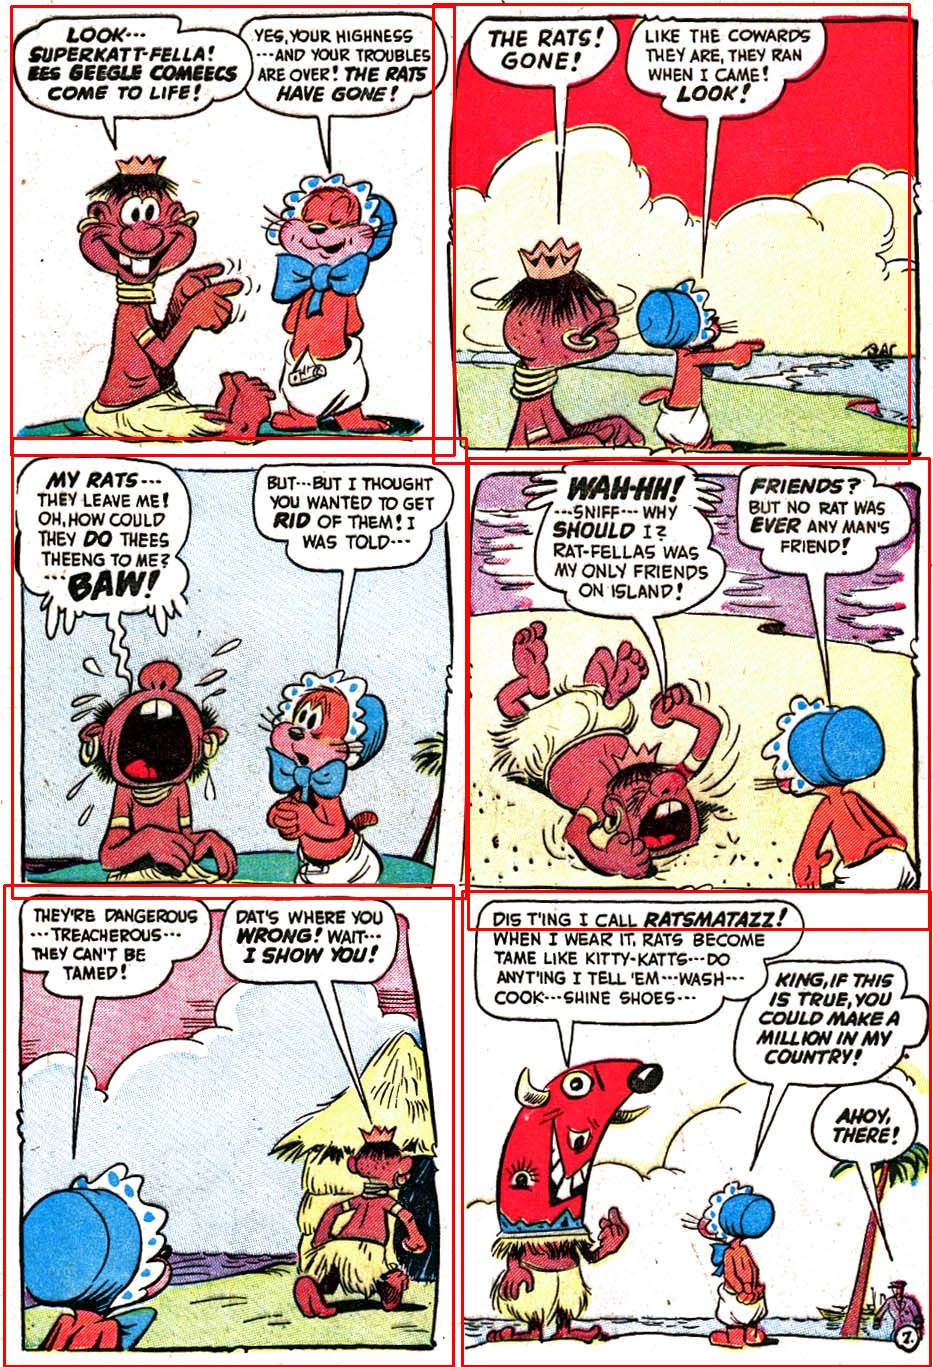 LOOK---
SUPERKATT-FELLA!
EES GEEGLE COMEECS
COME TO LIFE!
YES, YOUR HIGHNESS
---AND YOUR TROUBLES
ARE OVER! THE RATS
HAVE GONE!
THE RATS!
GONE!
LIKE THE COWARDS
THEY ARE, THEY RAN
WHEN I CAME!
LOOK!
MY RATS---
THEY LEAVE ME!
OH, HOW COULD
THEY DO THEES
THEENG TO ME?
---BAW!
BUT---BUT I THOUGHT
YOU WANTED TO GET
RID OF THEM! I
WAS TOLD---
WAH-HH!
---SNIFF---WHY
SHOULD I?
RAT-FELLAS WAS
MY ONLY FRIENDS
ON ISLAND!
FRIENDS?
BUT NO RAT WAS
EVER ANY MAN'S
FRIEND!
THEY'RE DANGEROUS
---TREACHEROUS---
THEY CAN'T BE
TAMED!
DAT'S WHERE YOU
WRONG! WAIT---
I SHOW YOU!
DIS T'ING I CALL RATSMATAZZ!
WHEN I WEAR IT, RATS BECOME
TAME LIKE KITTY-KATTS---DO
ANYT'ING I TELL 'EM---WASH---
COOK---SHINE SHOES---
KING, IF THIS
IS TRUE, YOU
COULD MAKE A
MILLION IN MY
COUNTRY!
AHOY,
THERE!
7.